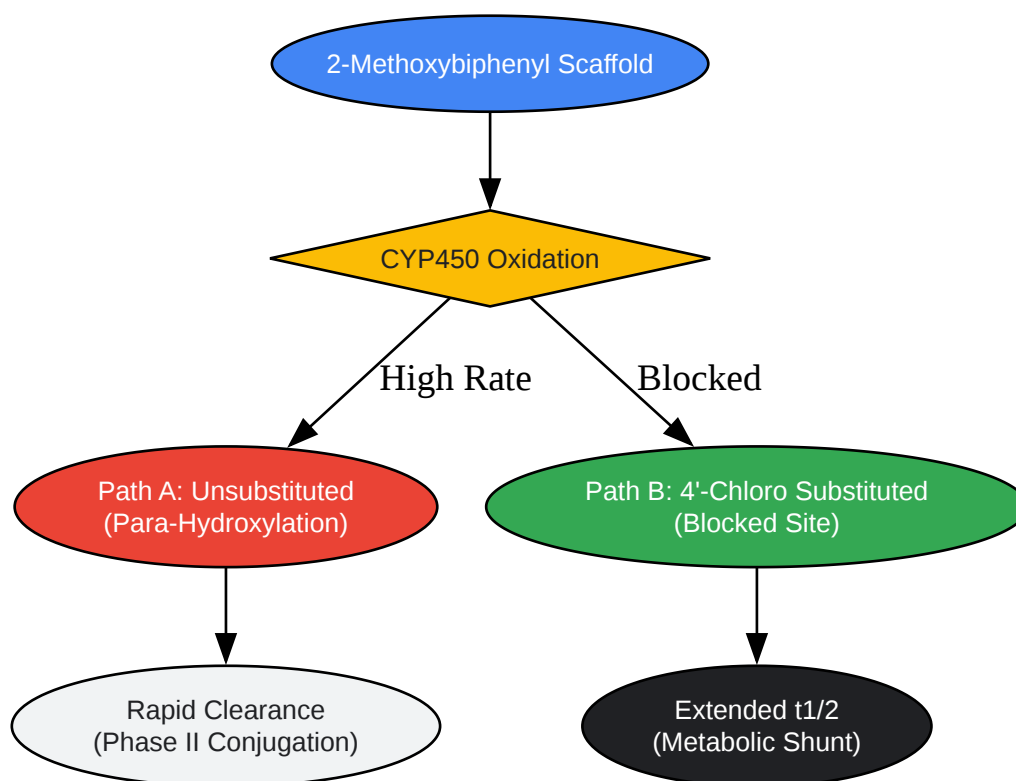 2-Methoxybiphenyl Scaffold
CYP450 Oxidation
High Rate
Blocked
Path A: Unsubstituted
(Para-Hydroxylation)
Path B: 4'-Chloro Substituted
(Blocked Site)
Rapid Clearance
(Phase II Conjugation)
Extended t1/2
(Metabolic Shunt)